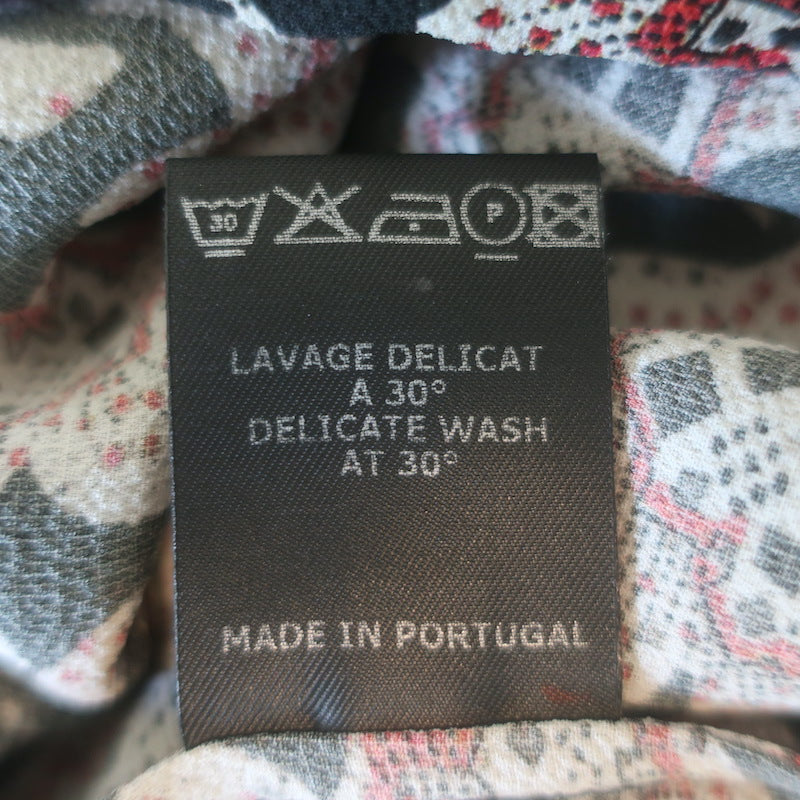 30 P
LAVAGE DELICAT
A 30°
DELICATE WASH
AT 30°
MADE IN PORTUGAL